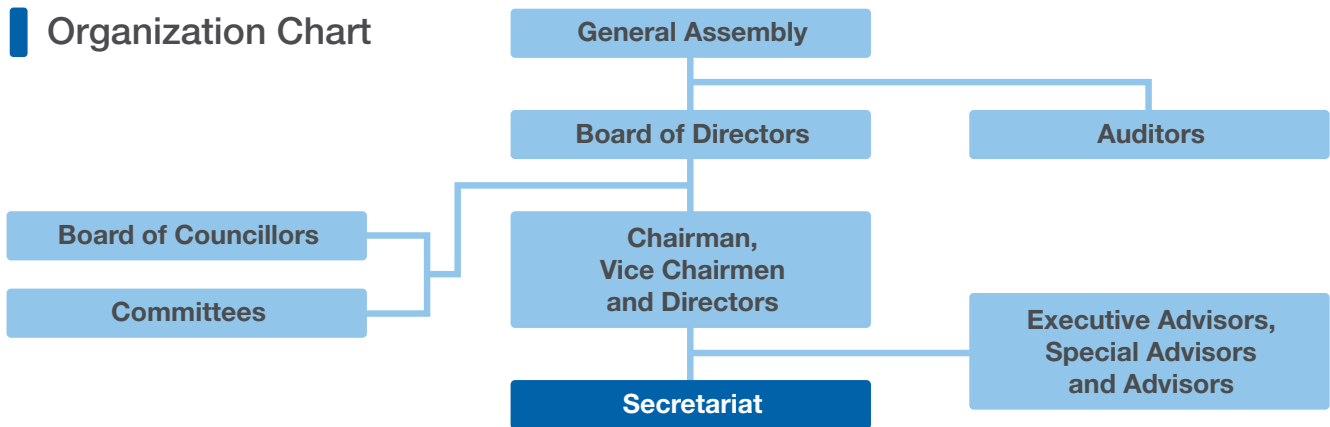 Organization Chart
General Assembly
Board of Directors
Auditors
Board of Councillors
Chairman,
Vice Chairmen
and Directors
Committees
Executive Advisors,
Special Advisors
and Advisors
Secretariat